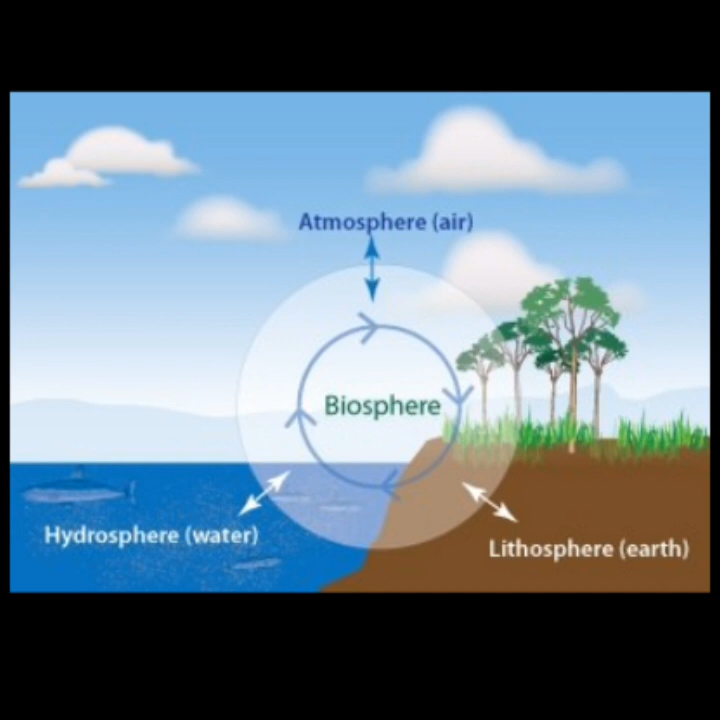 Atmosphere (air)
Biosphere
Hydrosphere (water)
Lithosphere (earth)